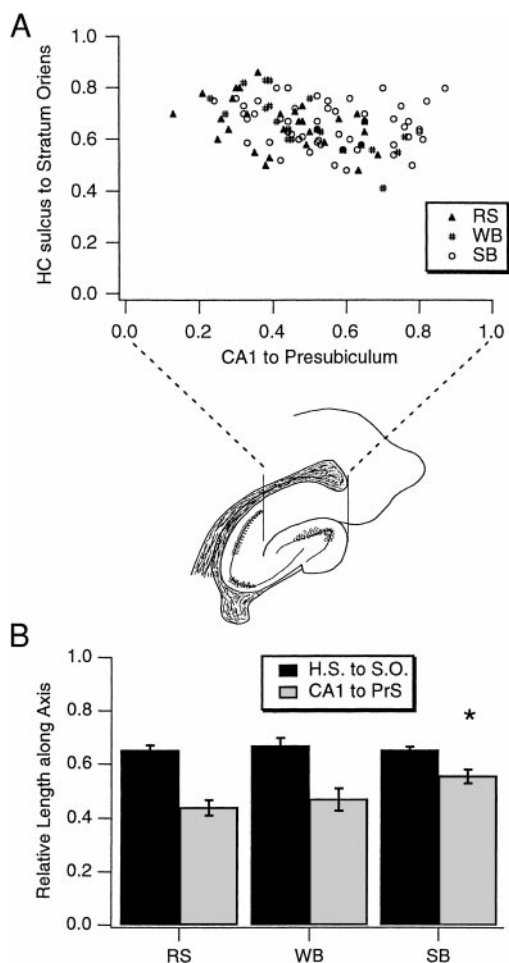 A
HC sulcus to Stratum Oriens
1.0
0.8
0.6
0.4
0.2
0.0
RS
WB
SB
0.0 0.2 0.4 0.6 0.8 1.0
CA1 to Presubiculum
B
Relative Length along Axis
1.0
0.8
0.6
0.4
0.2
0.0
H.S. to S.O.
CA1 to PrS
*
RS WB SB